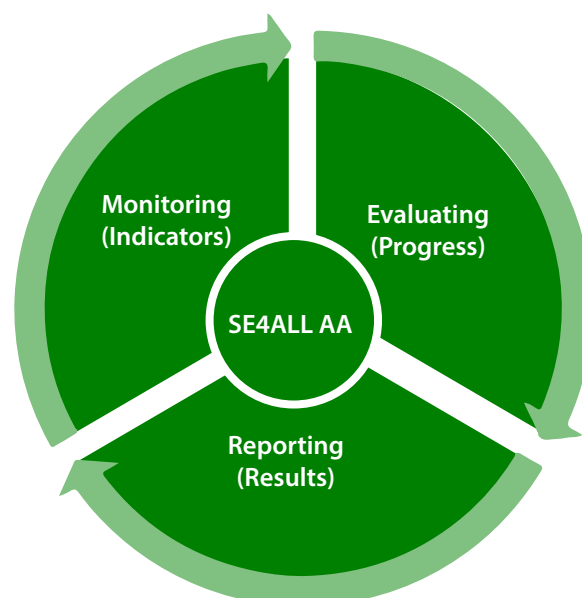 Monitoring
(Indicators)
Evaluating
(Progress)
SE4ALL AA
Reporting
(Results)